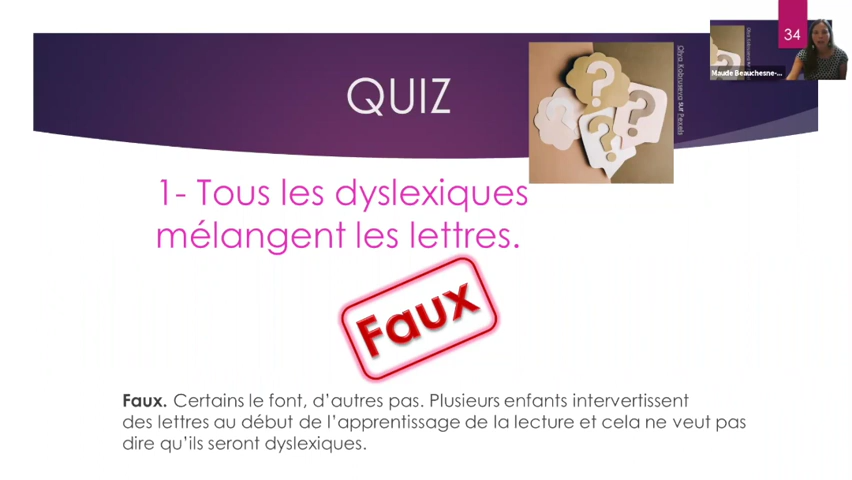 34
Maude Beauchesne-...
QUIZ
1- Tous les dyslexiques
mélangent les lettres.
Faux
Faux. Certains le font, d’autres pas. Plusieurs enfants intervertissent
des lettres au début de l’apprentissage de la lecture et cela ne veut pas
dire qu’ils seront dyslexiques.